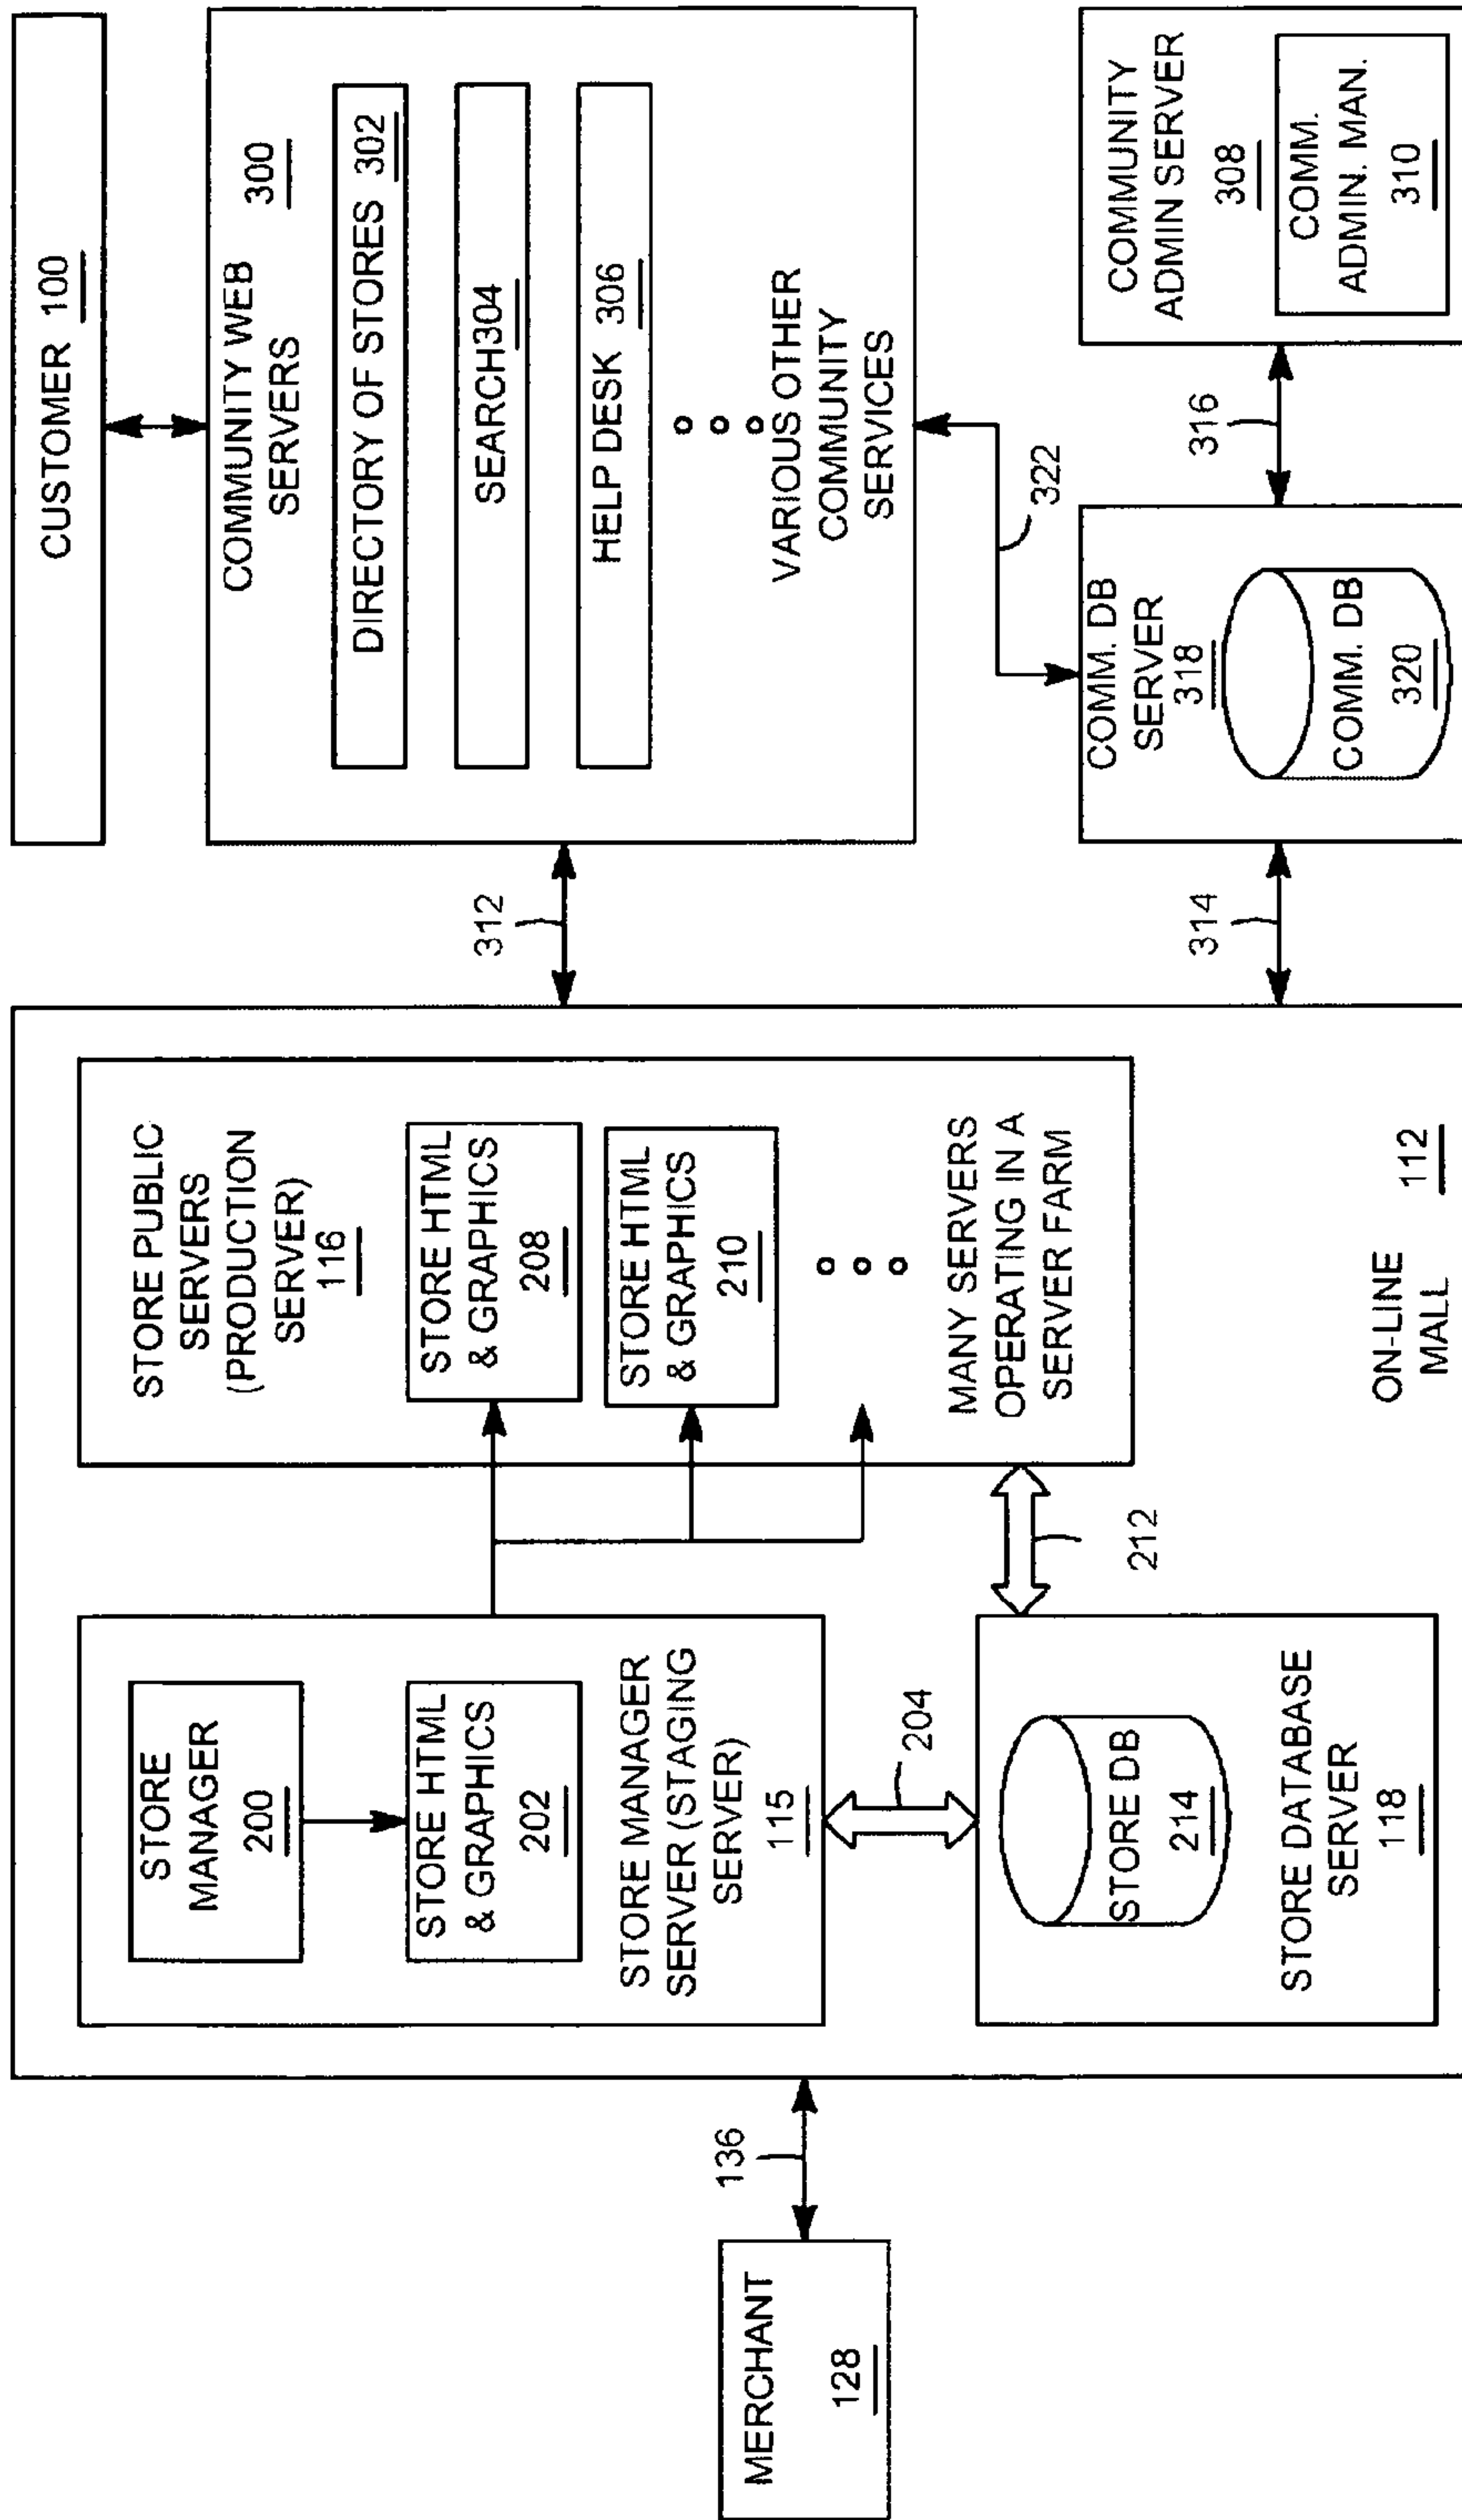 CUSTOMER 100
COMMUNITY WEB
SERVERS
300
DIRECTORY OF STORES 302
SEARCH304
HELP DESK 306
VARIOUS OTHER
COMMUNITY
SERVICES
COMMUNITY
ADMIN SERVER
308
COMM.
ADMIN. MAN.
310
316
322
COMM. DB
SERVER
318
COMM. DB
320
312
314
STORE PUBLIC
SERVERS
(PRODUCTION
SERVER)
116
STORE HTML
& GRAPHICS
208
STORE HTML
& GRAPHICS
210
MANY SERVERS
OPERATING IN A
SERVER FARM
ON-LINE
MALL
112
212
STORE
MANAGER
200
STORE HTML
& GRAPHICS
202
STORE MANAGER
SERVER (STAGING
SERVER)
115
204
STORE DB
214
STORE DATABASE
SERVER
118
136
MERCHANT
128